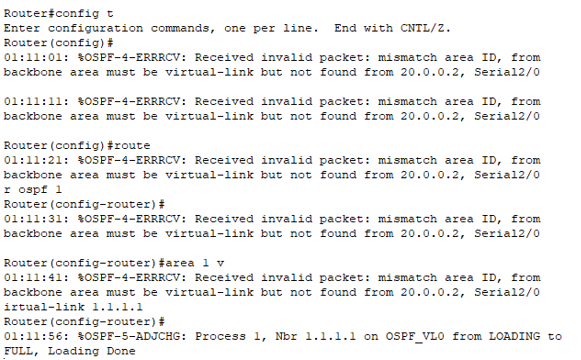 Router#config t
Enter configuration commands, one per line.  End with CNTL/Z.
Router(config)#
01:11:01: %OSPF-4-ERRRCV: Received invalid packet: mismatch area ID, from
backbone area must be virtual-link but not found from 20.0.0.2, Serial2/0
01:11:11: %OSPF-4-ERRRCV: Received invalid packet: mismatch area ID, from
backbone area must be virtual-link but not found from 20.0.0.2, Serial2/0
Router(config)#route
01:11:21: %OSPF-4-ERRRCV: Received invalid packet: mismatch area ID, from
backbone area must be virtual-link but not found from 20.0.0.2, Serial2/0
r ospf 1
Router(config-router)#
01:11:31: %OSPF-4-ERRRCV: Received invalid packet: mismatch area ID, from
backbone area must be virtual-link but not found from 20.0.0.2, Serial2/0
Router(config-router)#area 1 v
01:11:41: %OSPF-4-ERRRCV: Received invalid packet: mismatch area ID, from
backbone area must be virtual-link but not found from 20.0.0.2, Serial2/0
irtual-link 1.1.1.1
Router(config-router)#
01:11:56: %OSPF-5-ADJCHG: Process 1, Nbr 1.1.1.1 on OSPF_VL0 from LOADING to
FULL, Loading Done